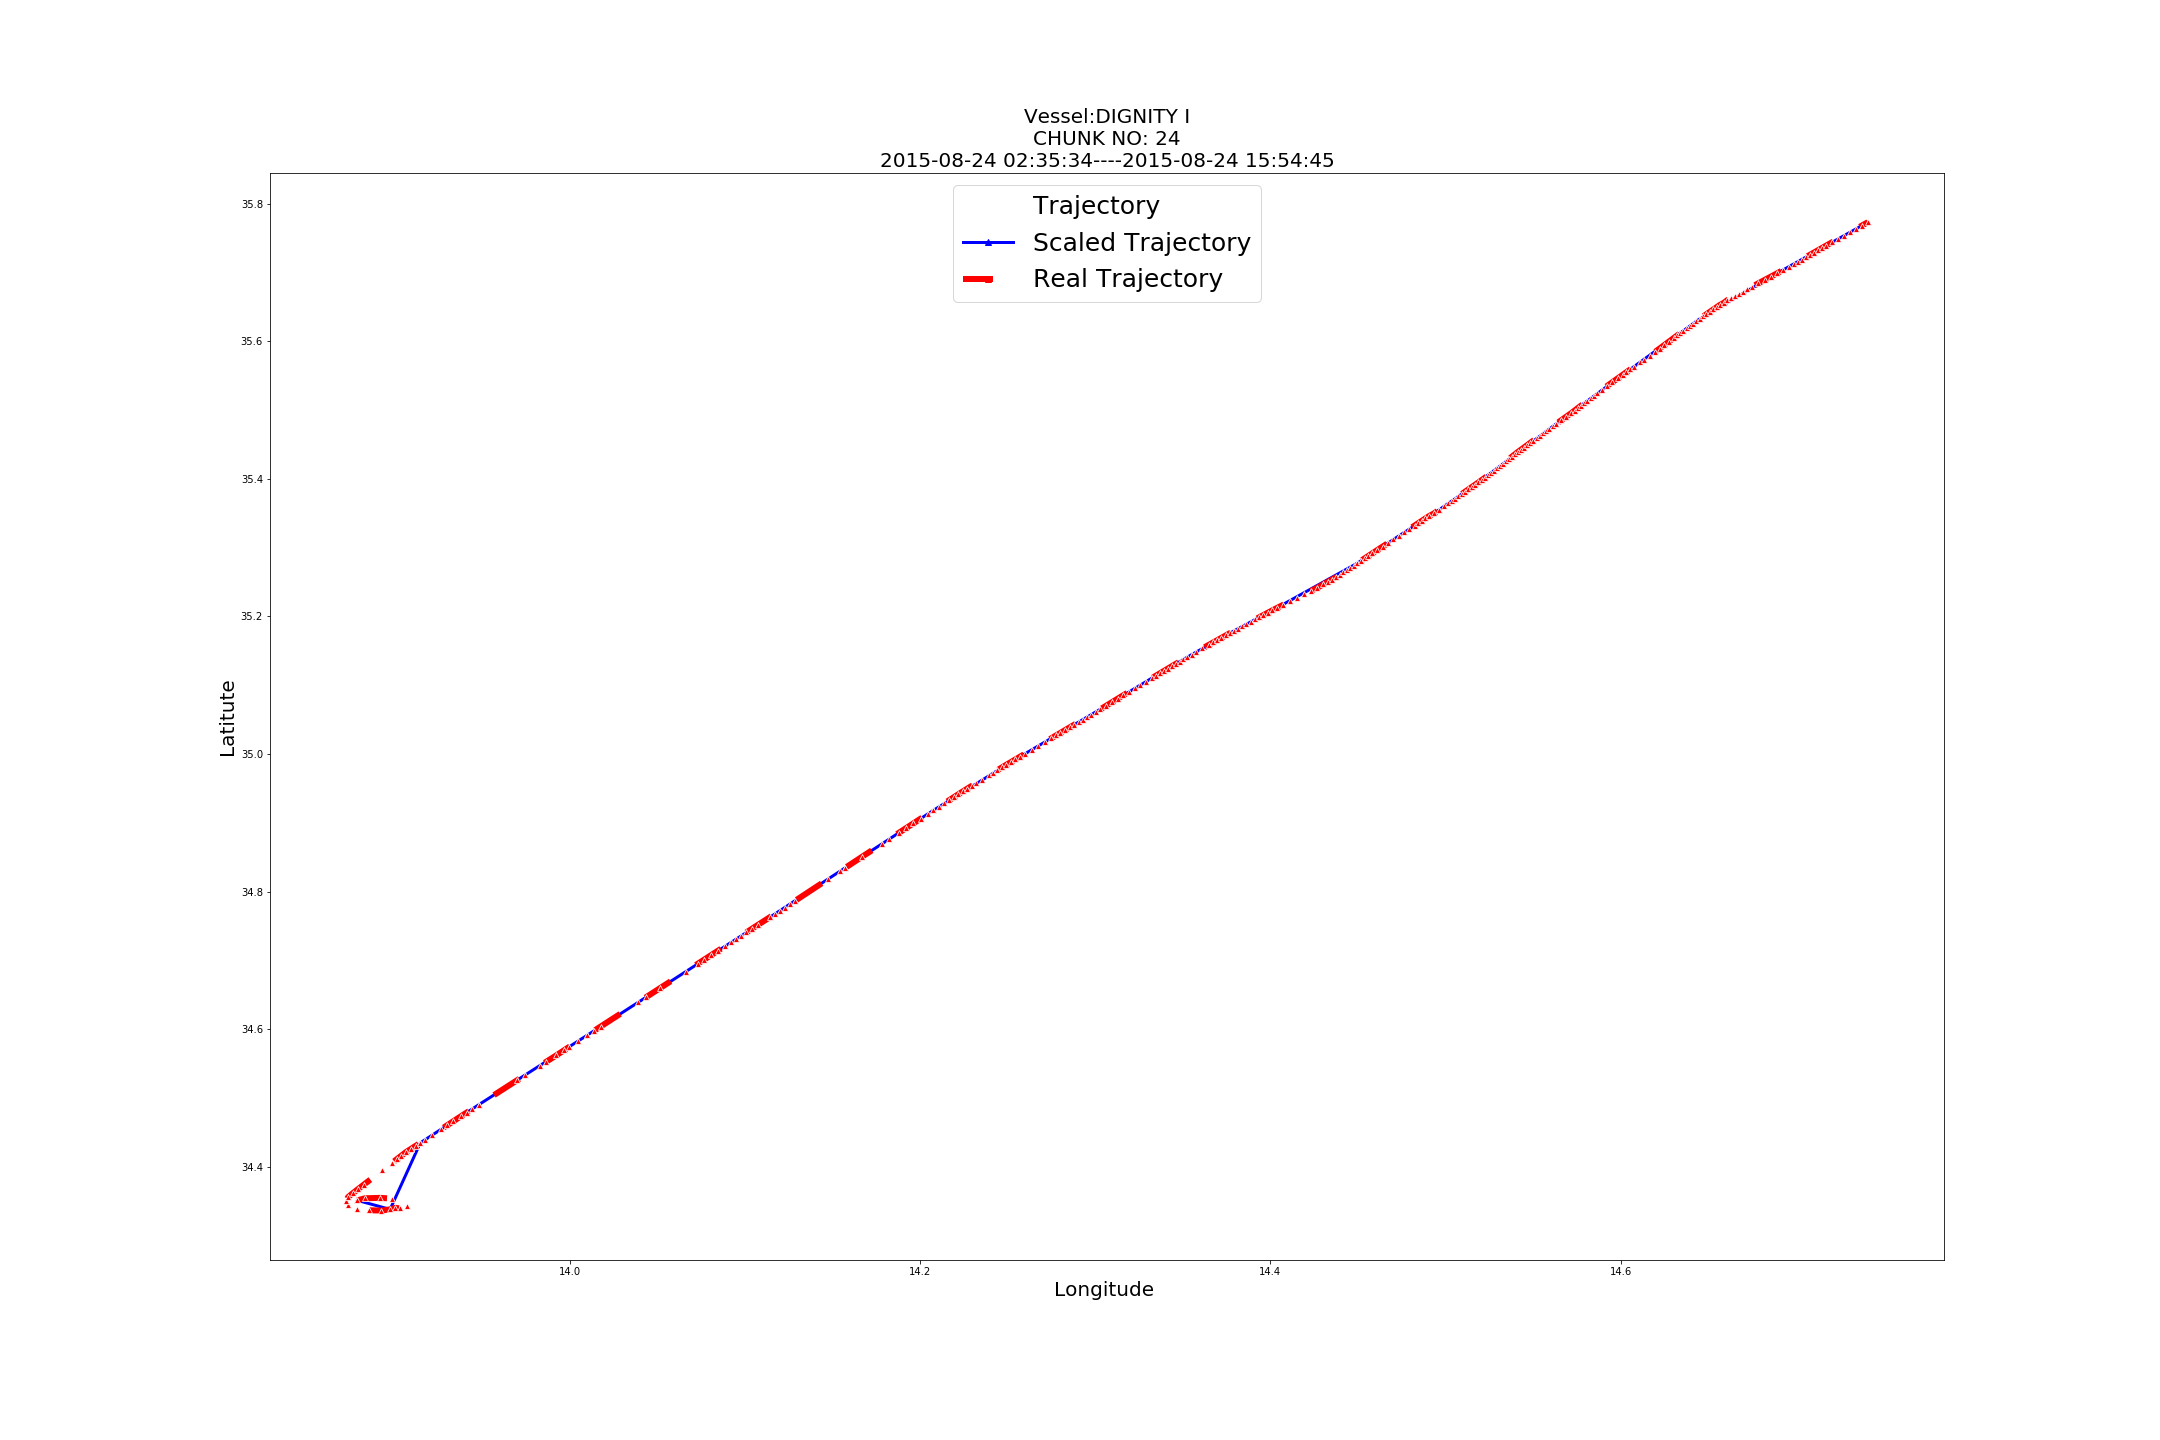 Vessel:DIGNITY I
CHUNK NO: 24
2015-08-24 02:35:34----2015-08-24 15:54:45
Trajectory
Scaled Trajectory
Real Trajectory
35.8
35.6
35.4
35.2
35.0
34.8
34.6
34.4
Latitute
14.0 14.2 14.4 14.6
Longitude